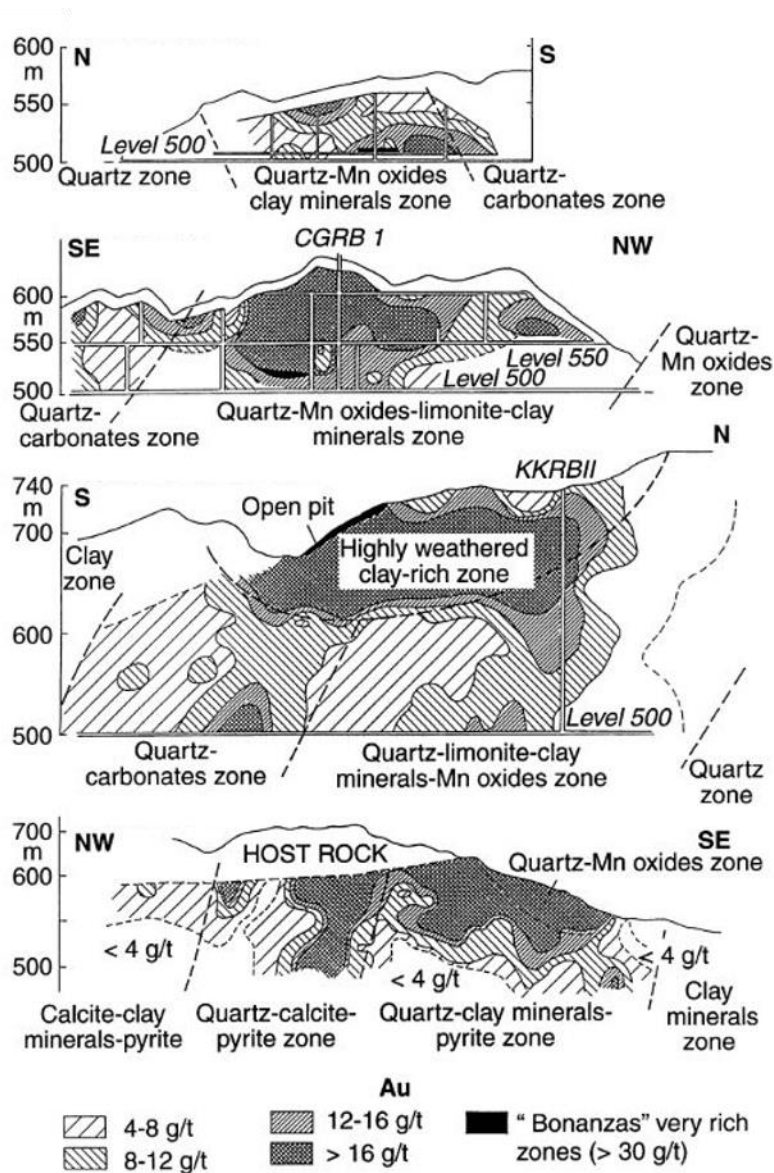 N
S
600
m
550
500
Level 500
Quartz zone
Quartz-Mn oxides
clay minerals zone
Quartz-
carbonates zone
SE
CGRB 1
NW
600
m
550
500
Level 550
Level 500
Quartz-
Mn oxides
zone
Quartz-
carbonates zone
Quartz-Mn oxides-limonite-clay
minerals zone
N
S
KKRBII
740
m
700
600
500
Open pit
Clay
zone
Highly weathered
clay-rich zone
Level 500
Quartz-
carbonates zone
Quartz-limonite-clay
minerals-Mn oxides zone
Quartz
zone
NW
SE
700
m
600
500
HOST ROCK
Quartz-Mn oxides zone
< 4 g/t
< 4 g/t
< 4 g/t
Calcite-clay
minerals-pyrite
Quartz-calcite-
pyrite zone
Quartz-clay minerals-
pyrite zone
Clay
minerals
zone
Au
4-8 g/t
12-16 g/t
" Bonanzas" very rich
zones (> 30 g/t)
8-12 g/t
> 16 g/t